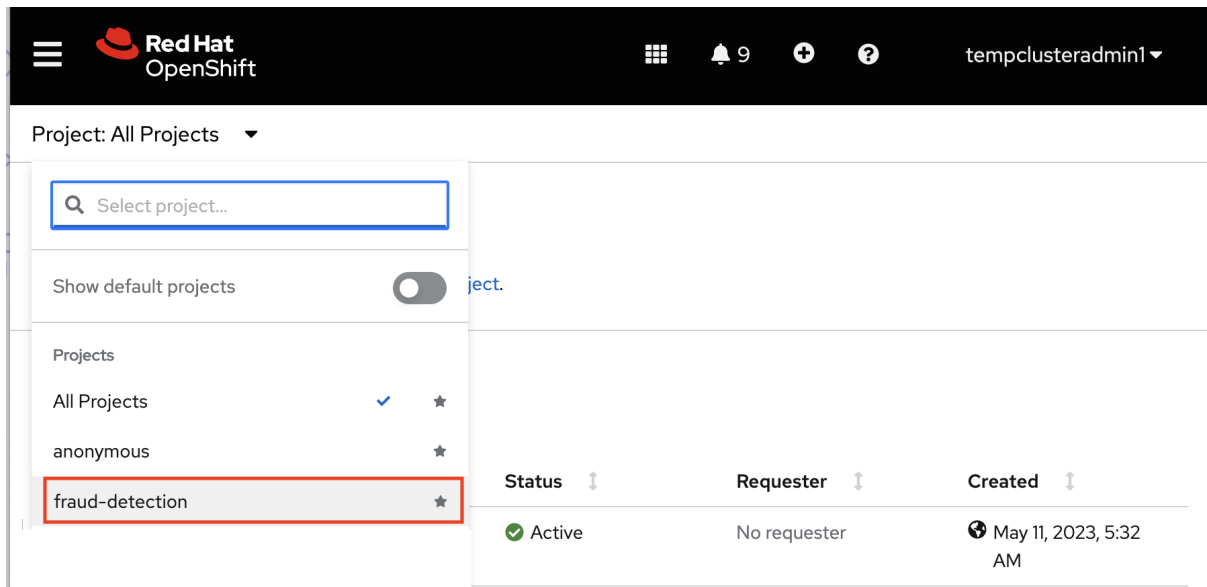 Red Hat
OpenShift
9
tempclusteradmin1
Project: All Projects
Select project...
Show default projects
ject.
Projects
All Projects
anonymous
fraud-detection
Status Requester Created
Active No requester May 11, 2023, 5:32
AM